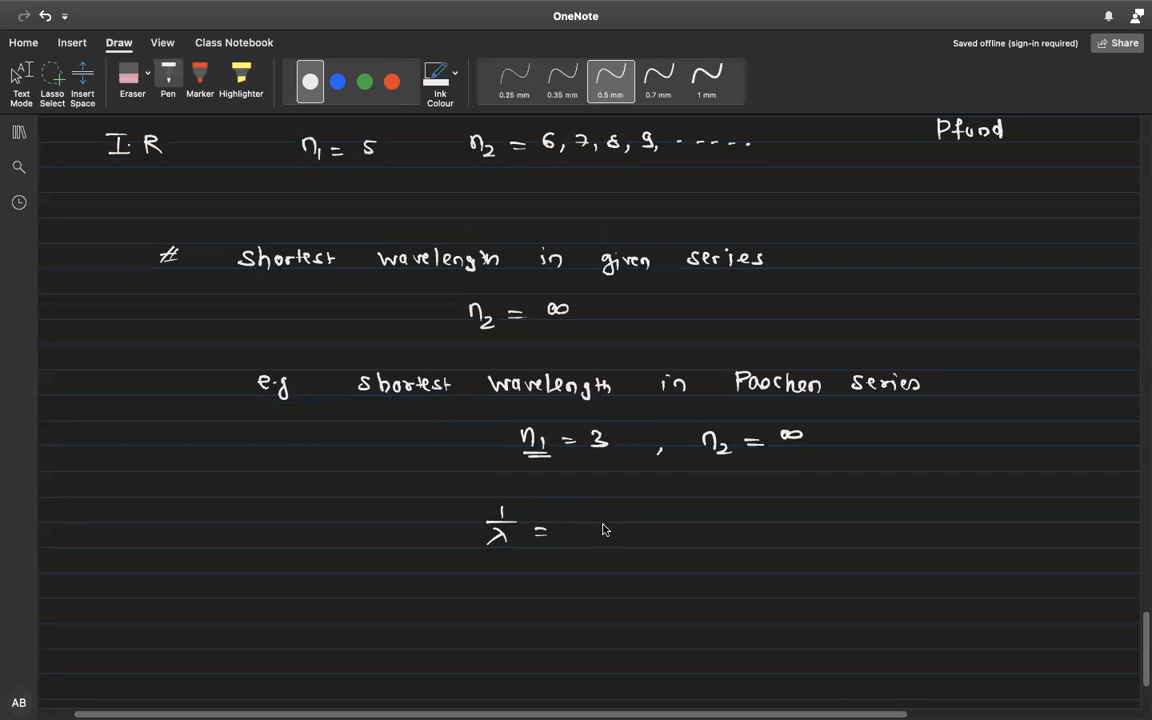 OneNote
Home Insert Draw View Class Notebook
Saved offline (sign-in required) Share
Text Mode
Lasso Select
Insert Space
Eraser
Pen
Marker
Highlighter
Ink Colour
0.25 mm 0.35 mm 0.5 mm 0.7 mm 1 mm
Pfund
I.R n₁ = 5 n₂ = 6, 7, 8, 9, ......
# shortest wavelength in given series
n₂ = ∞
e.g shortest wavelength in Paschen series
n₁ = 3 , n₂ = ∞
1/λ =
AB